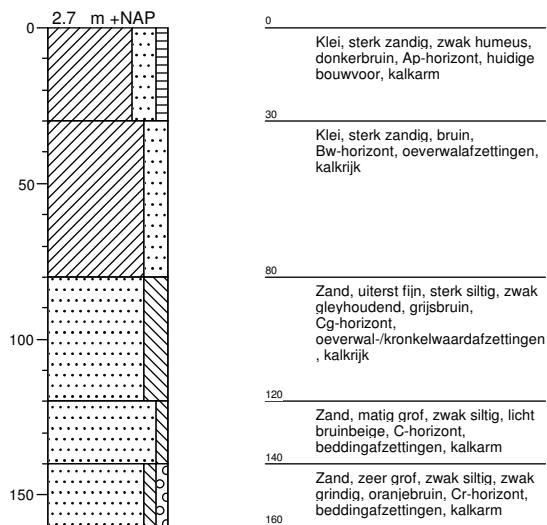 2.7 m +NAP
0
50
100
150
0
Klei, sterk zandig, zwak humeus,
donkerbruin, Ap-horizont, huidige
bouwvoor, kalkarm
30
Klei, sterk zandig, bruin,
Bw-horizont, oeverwalafzettingen,
kalkrijk
80
Zand, uiterst fijn, sterk siltig, zwak
gleyhoudend, grijsbruin,
Cg-horizont,
oeverwal-/kronkelwaardafzettingen
, kalkrijk
120
Zand, matig grof, zwak siltig, licht
bruinbeige, C-horizont,
beddingafzettingen, kalkarm
140
Zand, zeer grof, zwak siltig, zwak
grindig, oranjebruin, Cr-horizont,
beddingafzettingen, kalkarm
160